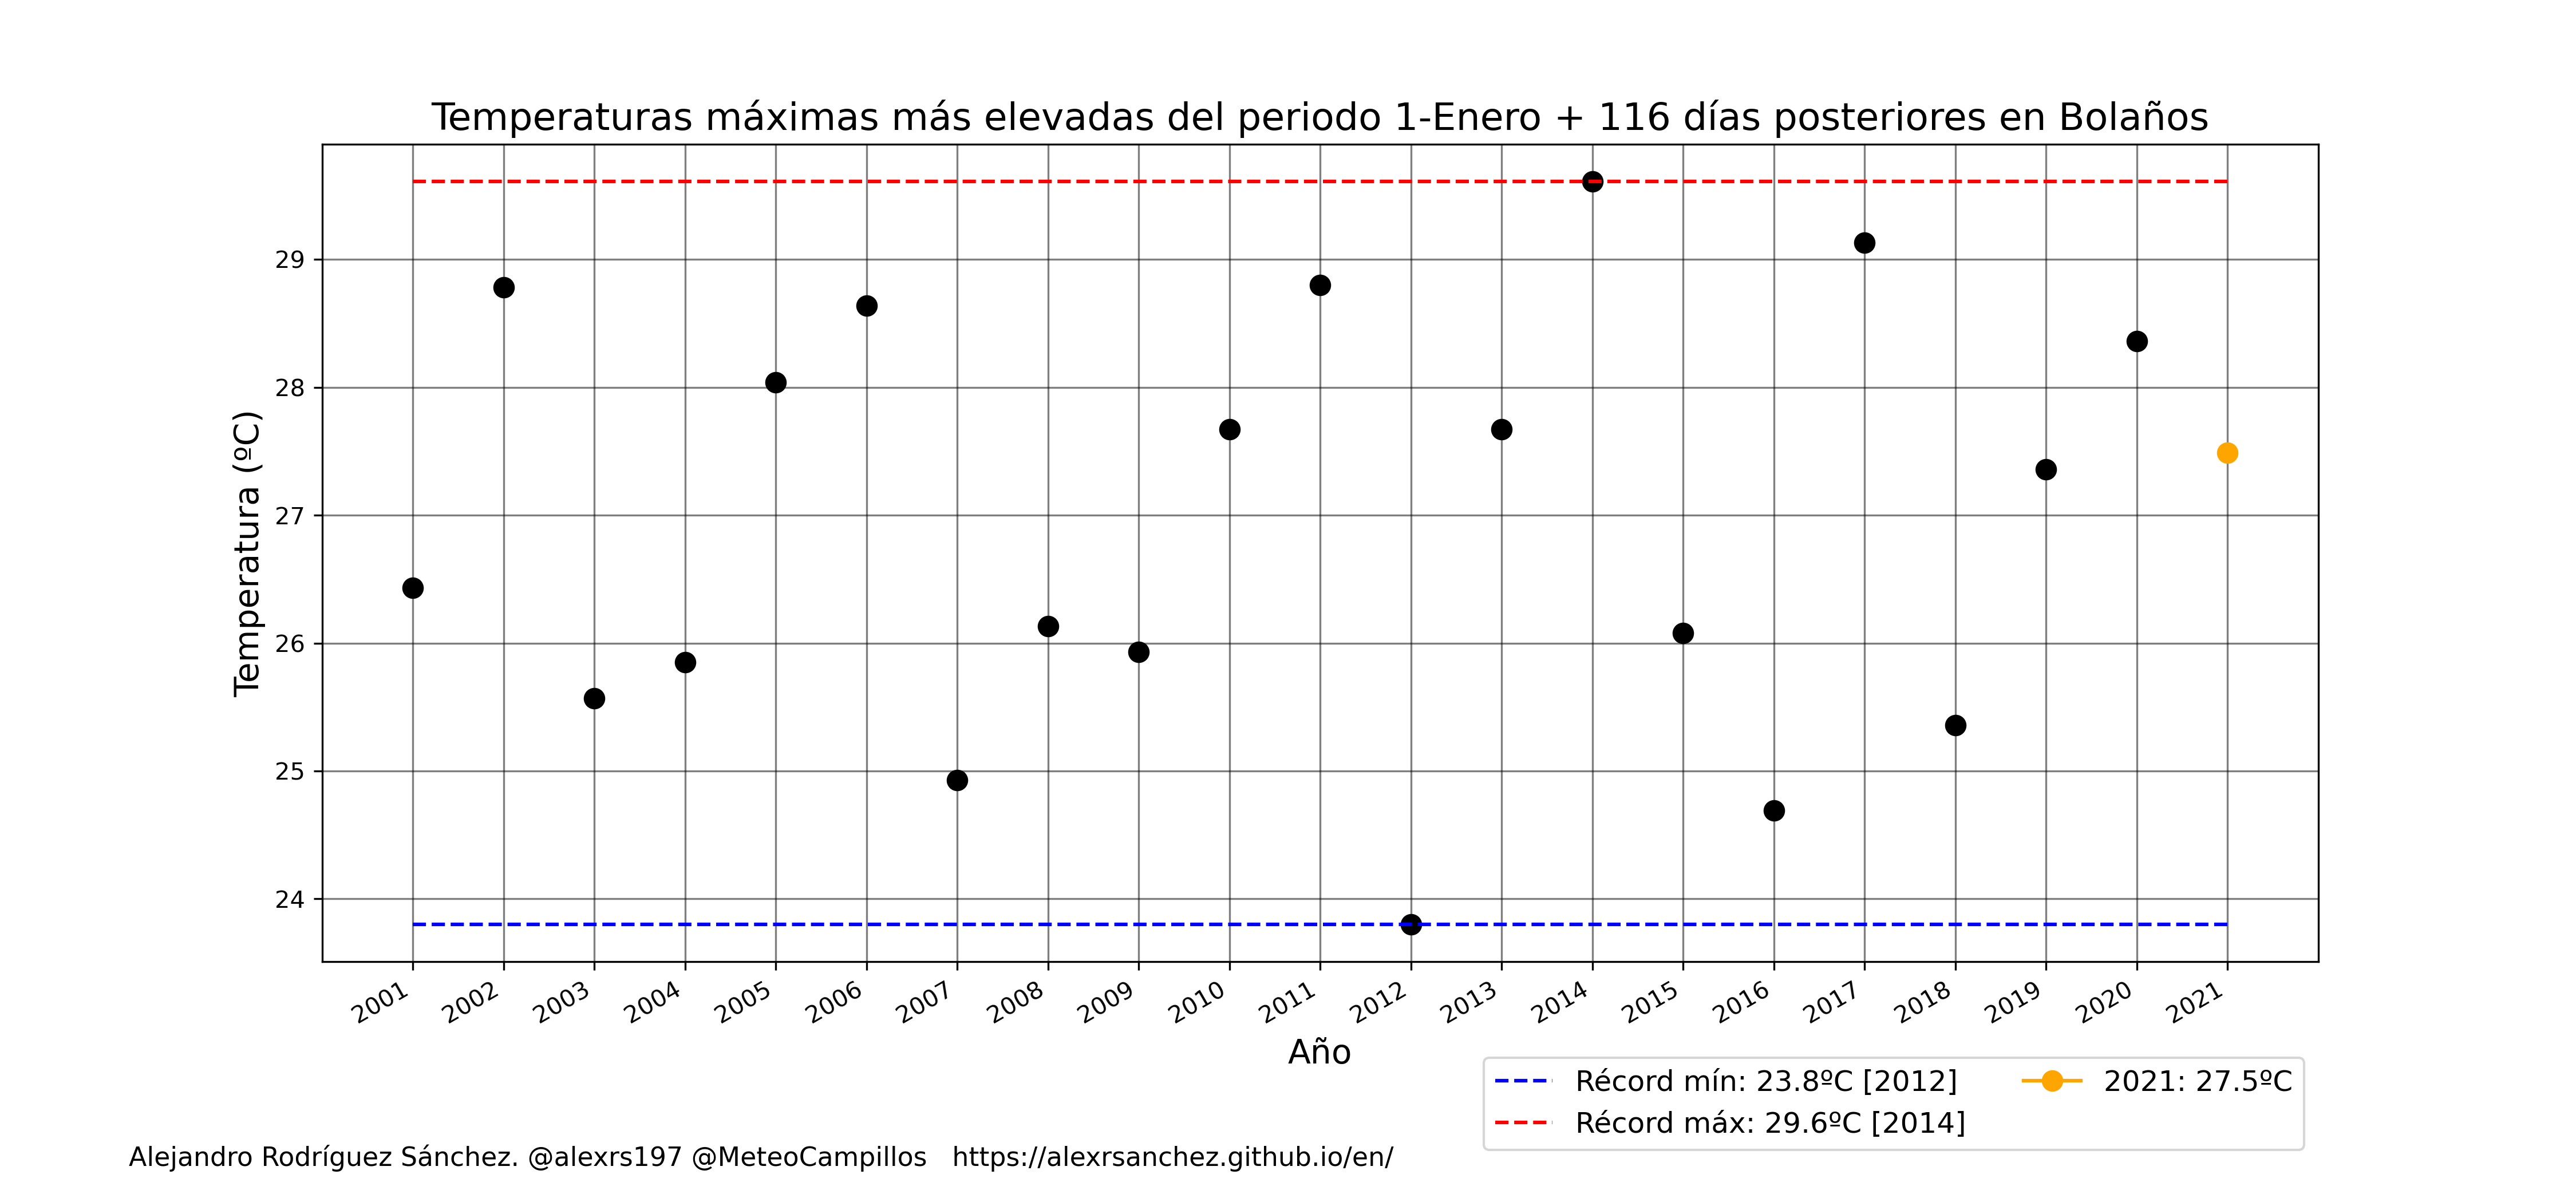 Temperaturas máximas más elevadas del periodo 1-Enero + 116 días posteriores en Bolaños
Temperatura (ºC)
29
28
27
26
25
24
2001 2002 2003 2004 2005 2006 2007 2008 2009 2010 2011 2012 2013 2014 2015 2016 2017 2018 2019 2020 2021
Año
Récord mín: 23.8ºC [2012]
Récord máx: 29.6ºC [2014]
2021: 27.5ºC
Alejandro Rodríguez Sánchez. @alexrs197 @MeteoCampillos https://alexrsanchez.github.io/en/